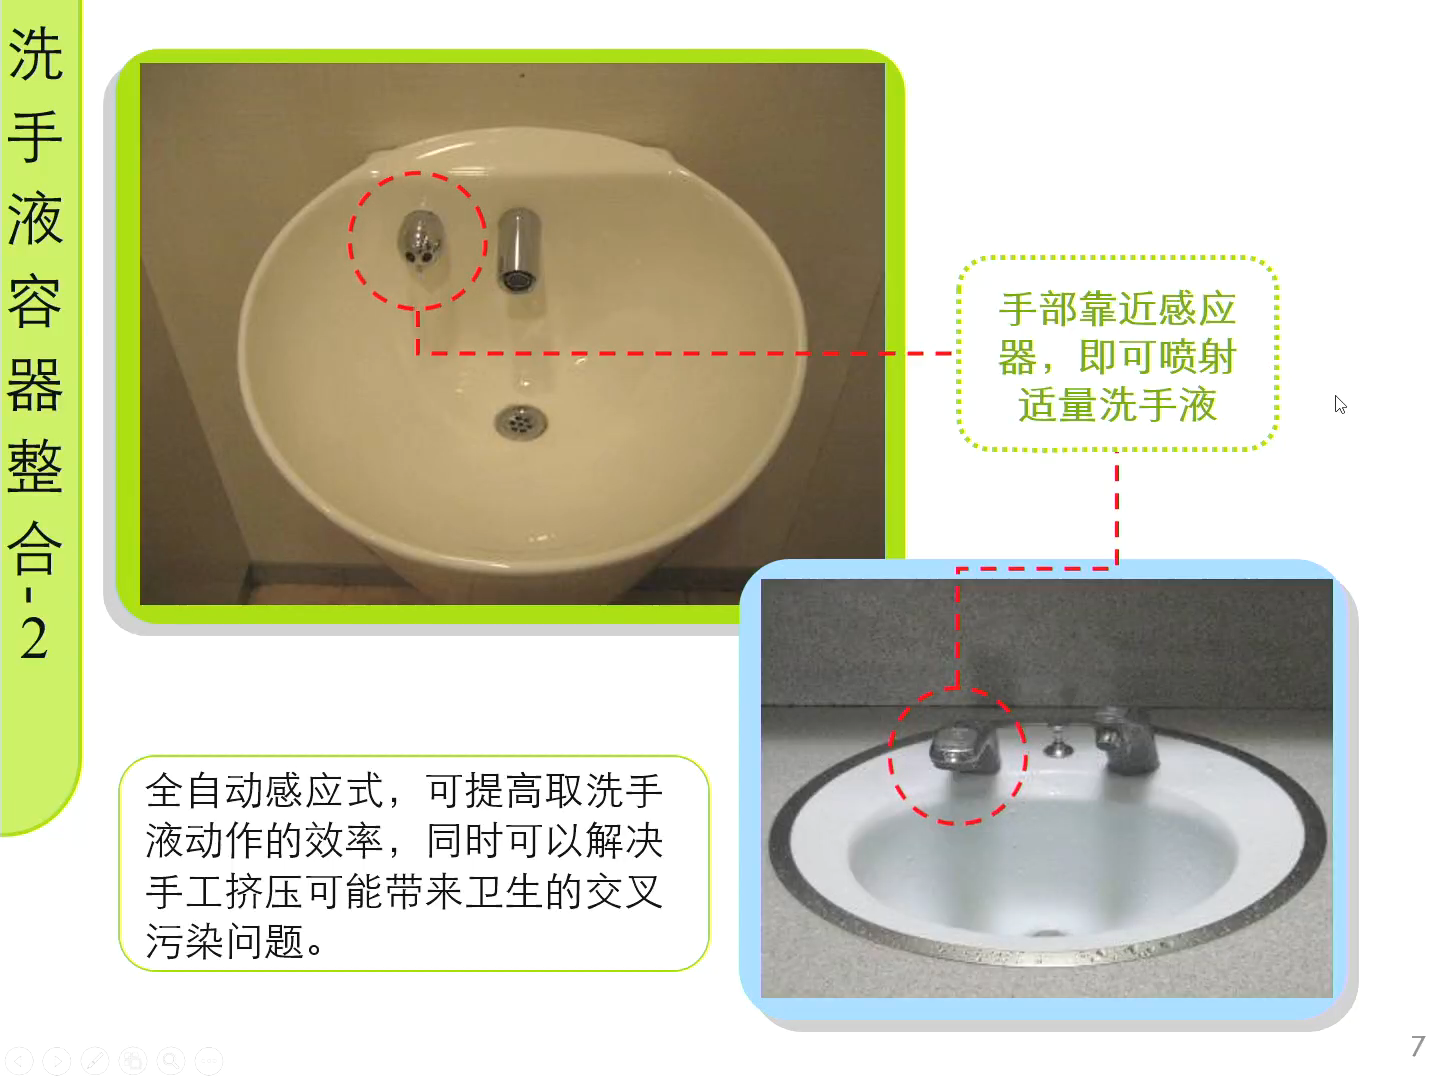 洗手液容器整合-2
手部靠近感应
器，即可喷射
适量洗手液
全自动感应式，可提高取洗手
液动作的效率，同时可以解决
手工挤压可能带来卫生的交叉
污染问题。
7